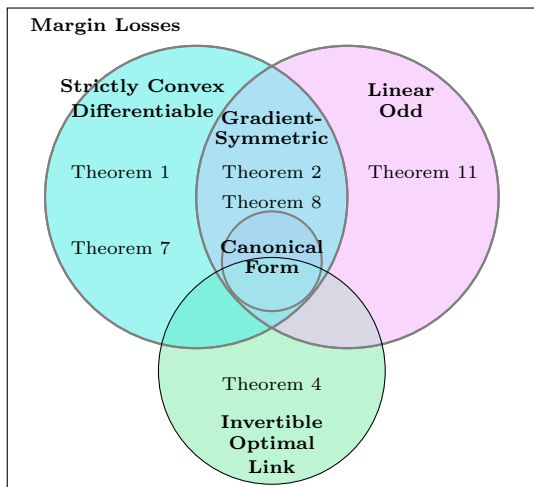 Margin Losses
Strictly Convex
Differentiable
Linear
Odd
Gradient-
Symmetric
Theorem 1
Theorem 2
Theorem 11
Theorem 8
Theorem 7
Canonical
Form
Theorem 4
Invertible
Optimal
Link